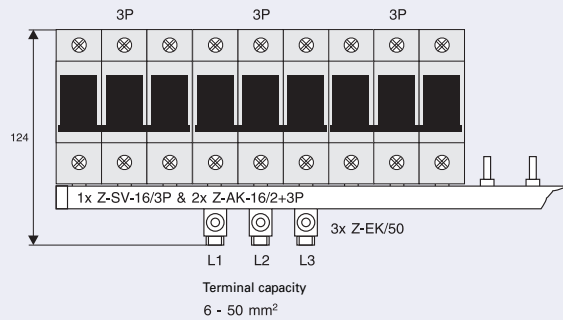 3P 3P 3P
124
1x Z-SV-16/3P & 2x Z-AK-16/2+3P
3x Z-EK/50
L1 L2 L3
Terminal capacity
6 - 50 mm²